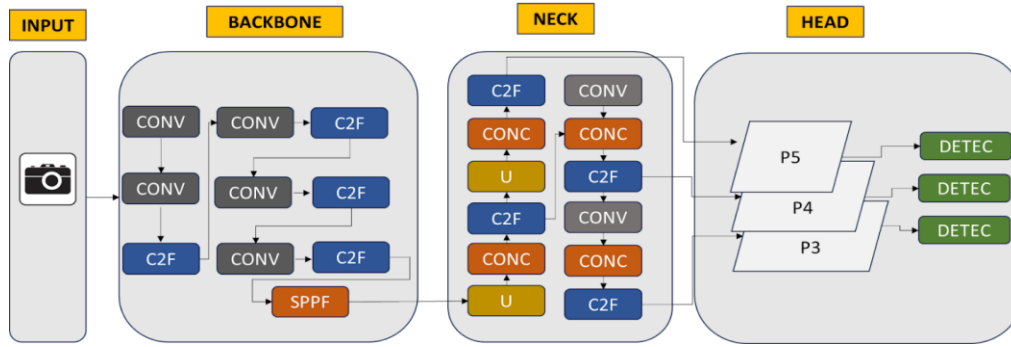 INPUT
BACKBONE
NECK
HEAD
CONV
CONV
C2F
CONV
C2F
CONV
C2F
CONV
C2F
SPPF
C2F
CONC
U
C2F
CONC
U
CONV
CONC
C2F
CONV
CONC
C2F
P5
P4
P3
DETEC
DETEC
DETEC